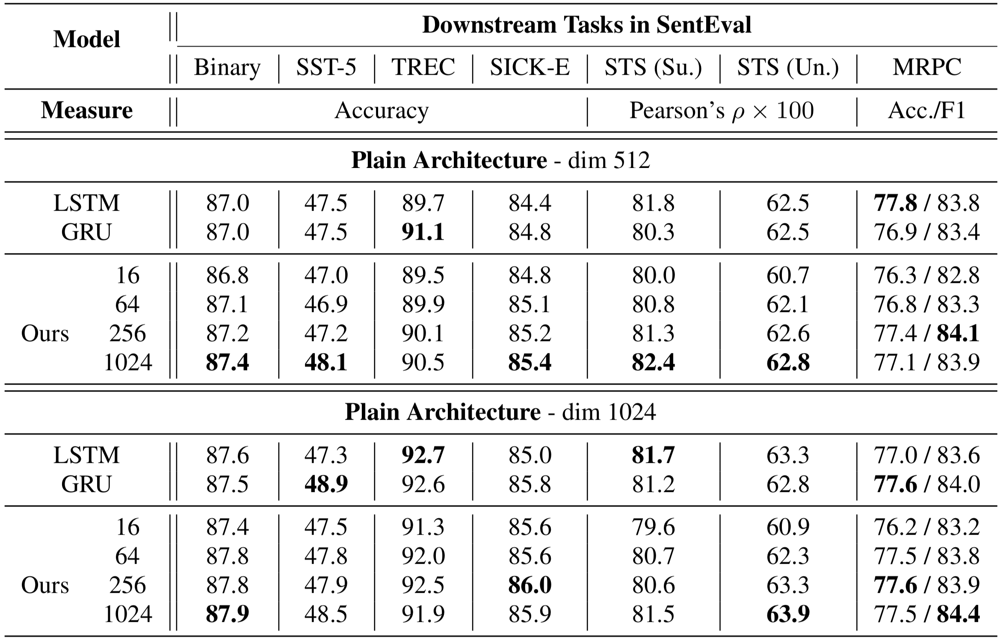 Model Downstream Tasks in SentEval
Binary SST-5 TREC SICK-E STS (Su.) STS (Un.) MRPC
Measure Accuracy Pearson's ρ × 100 Acc./F1
Plain Architecture - dim 512
LSTM 87.0 47.5 89.7 84.4 81.8 62.5 77.8 / 83.8
GRU 87.0 47.5 91.1 84.8 80.3 62.5 76.9 / 83.4
16 86.8 47.0 89.5 84.8 80.0 60.7 76.3 / 82.8
64 87.1 46.9 89.9 85.1 80.8 62.1 76.8 / 83.3
Ours 256 87.2 47.2 90.1 85.2 81.3 62.6 77.4 / 84.1
1024 87.4 48.1 90.5 85.4 82.4 62.8 77.1 / 83.9
Plain Architecture - dim 1024
LSTM 87.6 47.3 92.7 85.0 81.7 63.3 77.0 / 83.6
GRU 87.5 48.9 92.6 85.8 81.2 62.8 77.6 / 84.0
16 87.4 47.5 91.3 85.6 79.6 60.9 76.2 / 83.2
64 87.8 47.8 92.0 85.6 80.7 62.3 77.5 / 83.8
Ours 256 87.8 47.9 92.5 86.0 80.6 63.3 77.6 / 83.9
1024 87.9 48.5 91.9 85.9 81.5 63.9 77.5 / 84.4